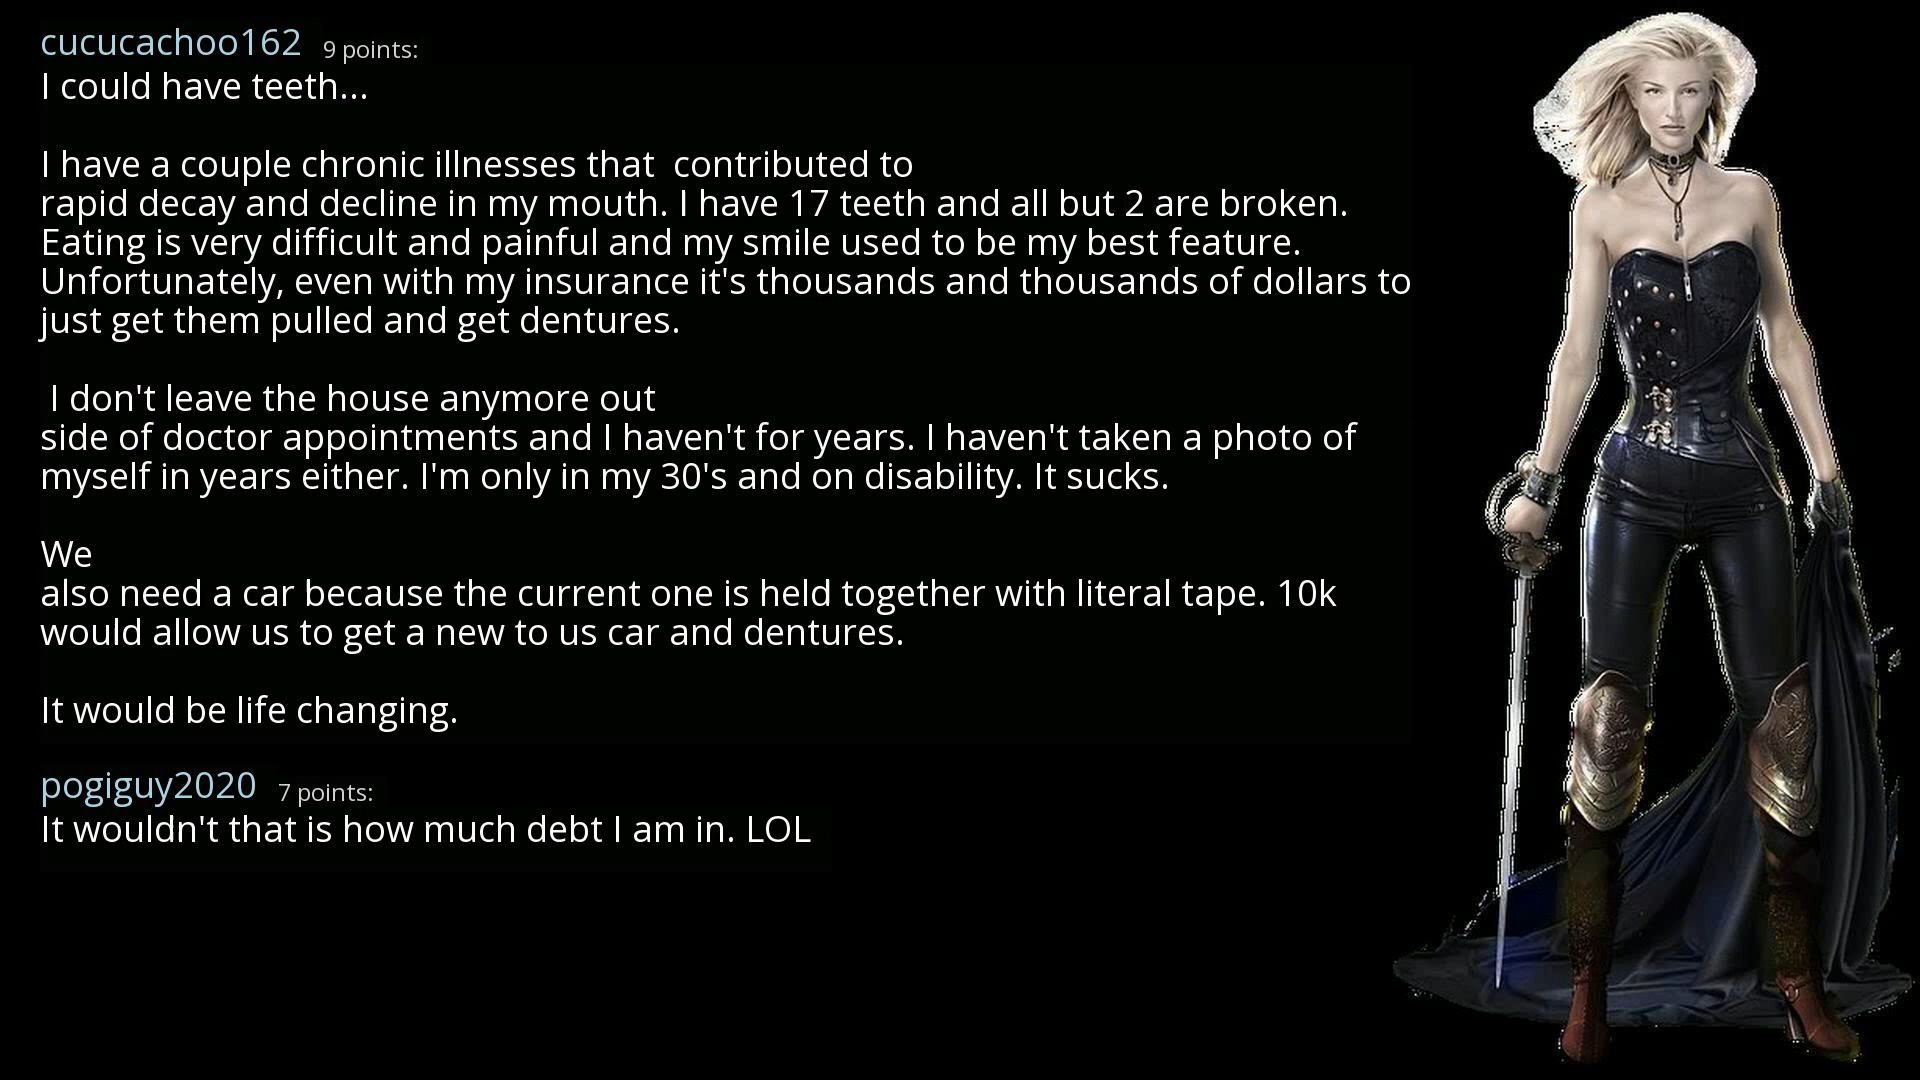 cucucachoo162 9 points:
I could have teeth...
I have a couple chronic illnesses that  contributed to
rapid decay and decline in my mouth. I have 17 teeth and all but 2 are broken.
Eating is very difficult and painful and my smile used to be my best feature.
Unfortunately, even with my insurance it's thousands and thousands of dollars to
just get them pulled and get dentures.
I don't leave the house anymore out
side of doctor appointments and I haven't for years. I haven't taken a photo of
myself in years either. I'm only in my 30's and on disability. It sucks.
We
also need a car because the current one is held together with literal tape. 10k
would allow us to get a new to us car and dentures.
It would be life changing.
pogiguy2020 7 points:
It wouldn't that is how much debt I am in. LOL